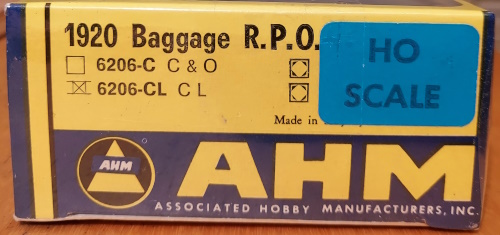 1920 Baggage R.P.O.
6206-C C & O
6206-CL C L
HO
SCALE
Made in
AHM
AHM
ASSOCIATED HOBBY MANUFACTURERS, INC.